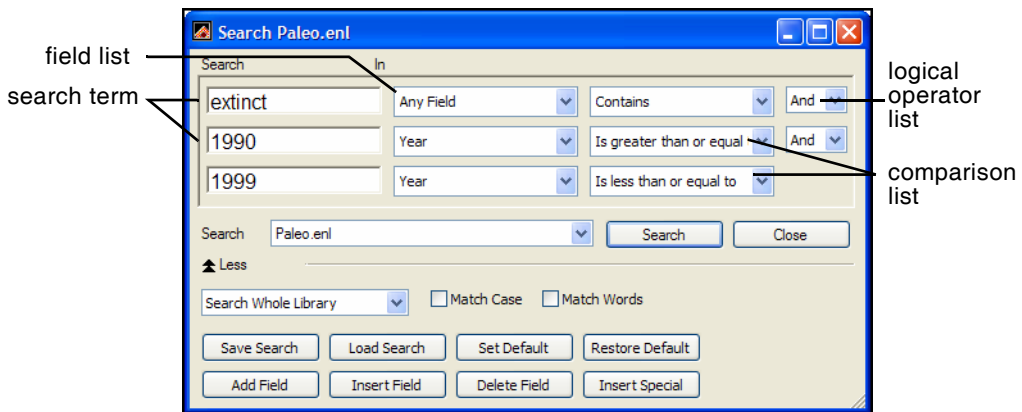 Search Paleo.enl
field list
Search In
search term
extinct Any Field Contains And
logical
operator
list
1990 Year Is greater than or equal And
1999 Year Is less than or equal to
comparison
list
Search Paleo.enl Search Close
Less
Search Whole Library Match Case Match Words
Save Search Load Search Set Default Restore Default
Add Field Insert Field Delete Field Insert Special